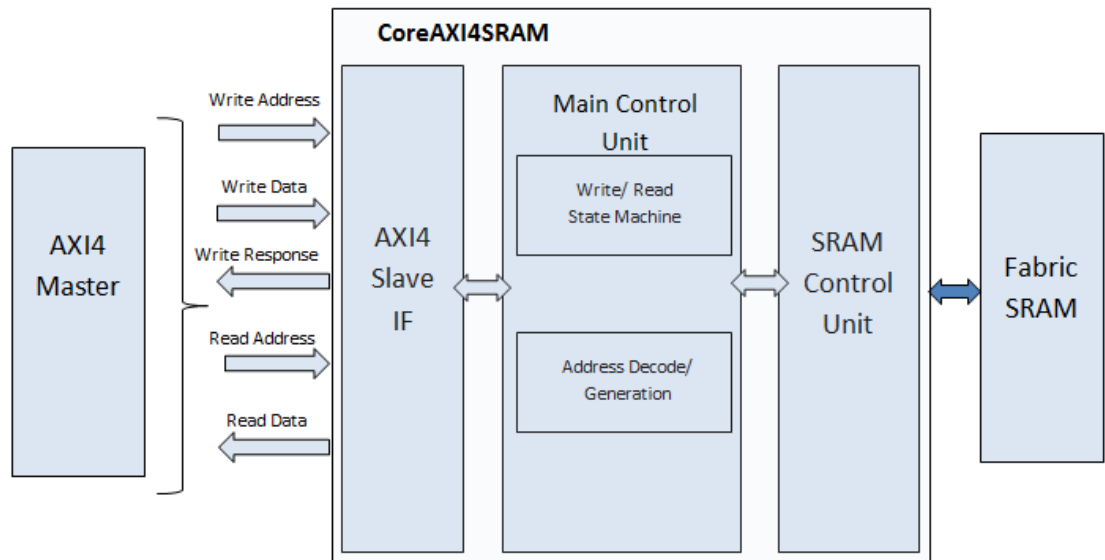 CoreAXI4SRAM
Write Address
Write Data
Write Response
Read Address
Read Data
AXI4
Master
AXI4
Slave
IF
Main Control
Unit
Write/ Read
State Machine
Address Decode/
Generation
SRAM
Control
Unit
Fabric
SRAM